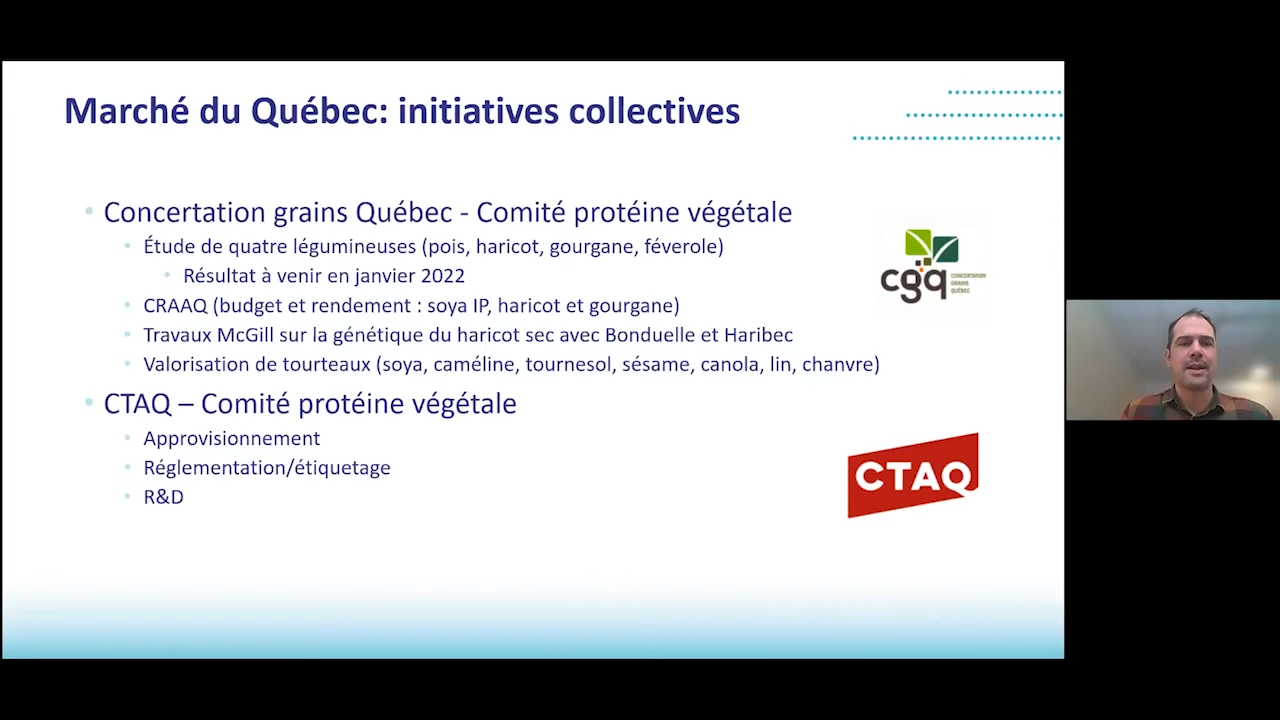 Marché du Québec: initiatives collectives
• Concertation grains Québec - Comité protéine végétale
• Étude de quatre légumineuses (pois, haricot, gourgane, féverole)
• Résultat à venir en janvier 2022
• CRAAQ (budget et rendement : soya IP, haricot et gourgane)
• Travaux McGill sur la génétique du haricot sec avec Bonduelle et Haribec
• Valorisation de tourteaux (soya, caméline, tournesol, sésame, canola, lin, chanvre)
cgq
CONCERTATION
GRAINS
QUÉBEC
• CTAQ – Comité protéine végétale
• Approvisionnement
• Réglementation/étiquetage
• R&D
CTAQ